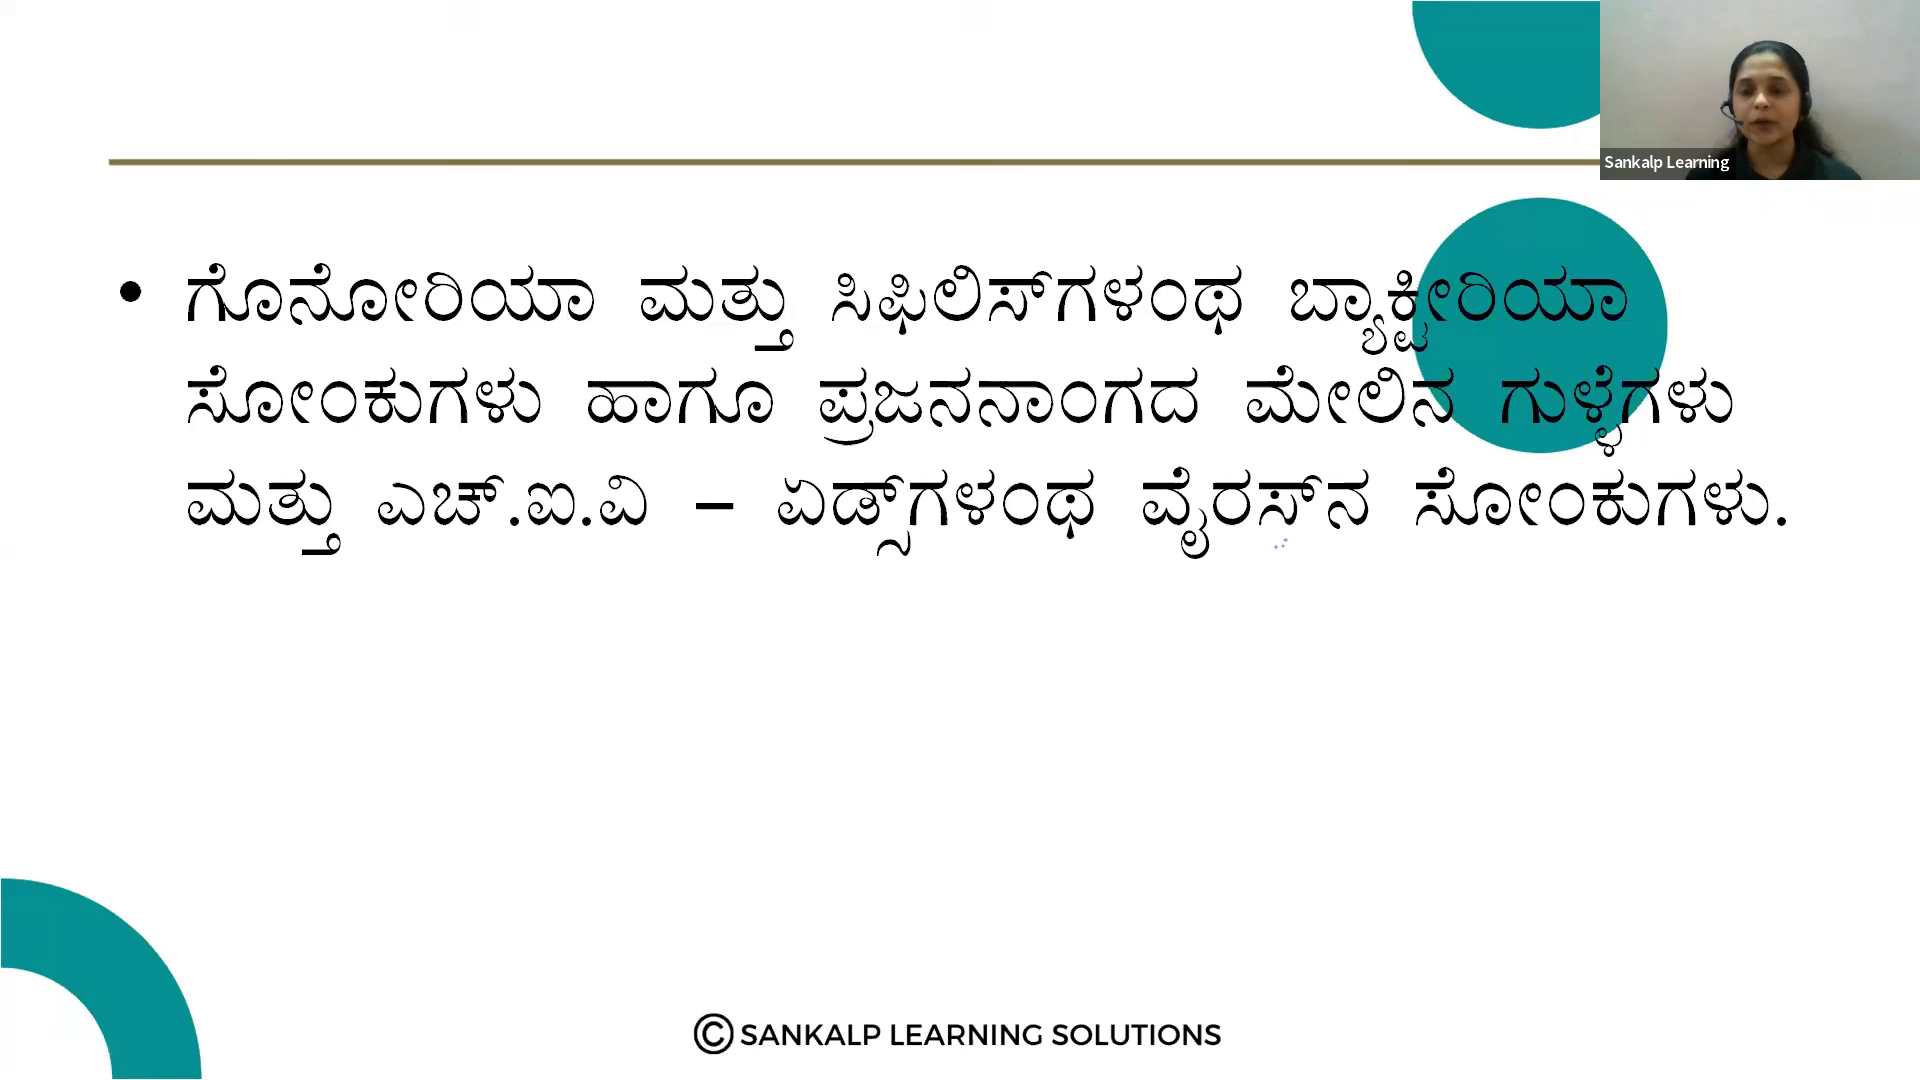 Sankalp Learning
• ಗೊನೋರಿಯಾ ಮತ್ತು ಸಿಫಿಲಿಸ್‌ಗಳಂಥ ಬ್ಯಾಕ್ಟೀರಿಯಾ
ಸೋಂಕುಗಳು ಹಾಗೂ ಪ್ರಜನನಾಂಗದ ಮೇಲಿನ ಗುಳ್ಳೆಗಳು
ಮತ್ತು ಎಚ್.ಐ.ವಿ – ಏಡ್ಸ್‌ಗಳಂಥ ವೈರಸ್‌ನ ಸೋಂಕುಗಳು.
© SANKALP LEARNING SOLUTIONS